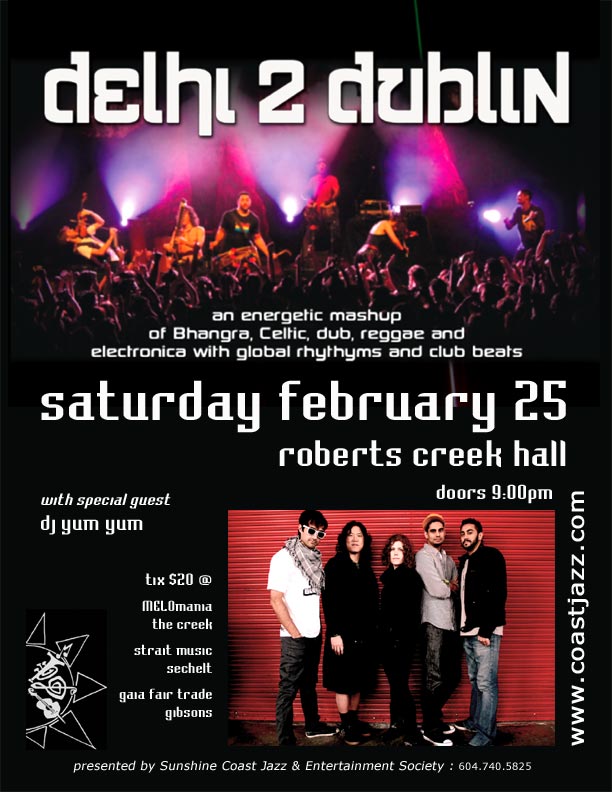 delhi 2 dublin
an energetic mashup
of Bhangra, Celtic, dub, reggae and
electronica with global rhythyms and club beats
saturday february 25
roberts creek hall
doors 9:00pm
with special guest
dj yum yum
tix $20 @
MELOmania
the creek
strait music
sechelt
gaia fair trade
gibsons
www.coastjazz.com
presented by Sunshine Coast Jazz & Entertainment Society : 604.740.5825